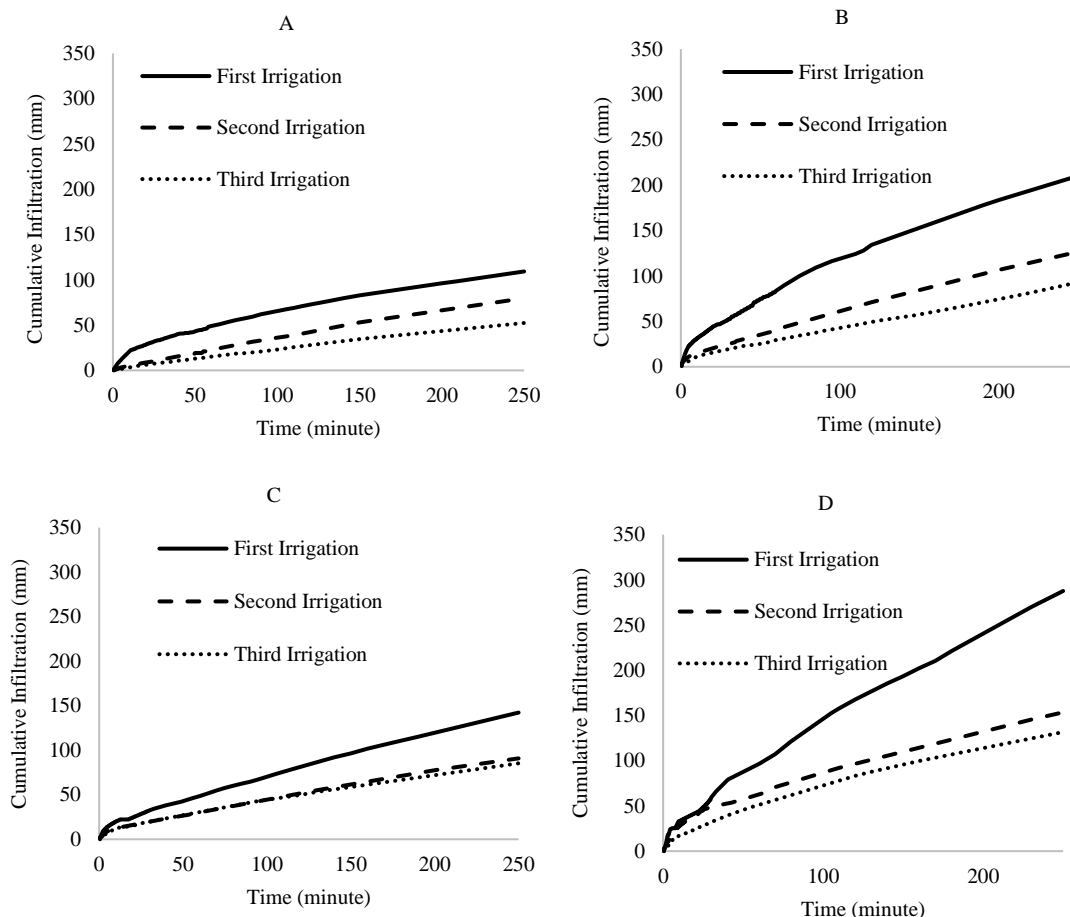 A
350
300
250
200
150
100
50
0
Cumulative Infiltration (mm)
First Irrigation
Second Irrigation
Third Irrigation
0 50 100 150 200 250
Time (minute)
B
350
300
250
200
150
100
50
0
Cumulative Infiltration (mm)
First Irrigation
Second Irrigation
Third Irrigation
0 100 200
Time (minute)
C
350
300
250
200
150
100
50
0
Cumulative Infiltration (mm)
First Irrigation
Second Irrigation
Third Irrigation
0 50 100 150 200 250
Time (minute)
D
350
300
250
200
150
100
50
0
Cumulative Infiltration (mm)
First Irrigation
Second Irrigation
Third Irrigation
0 100 200
Time (minute)